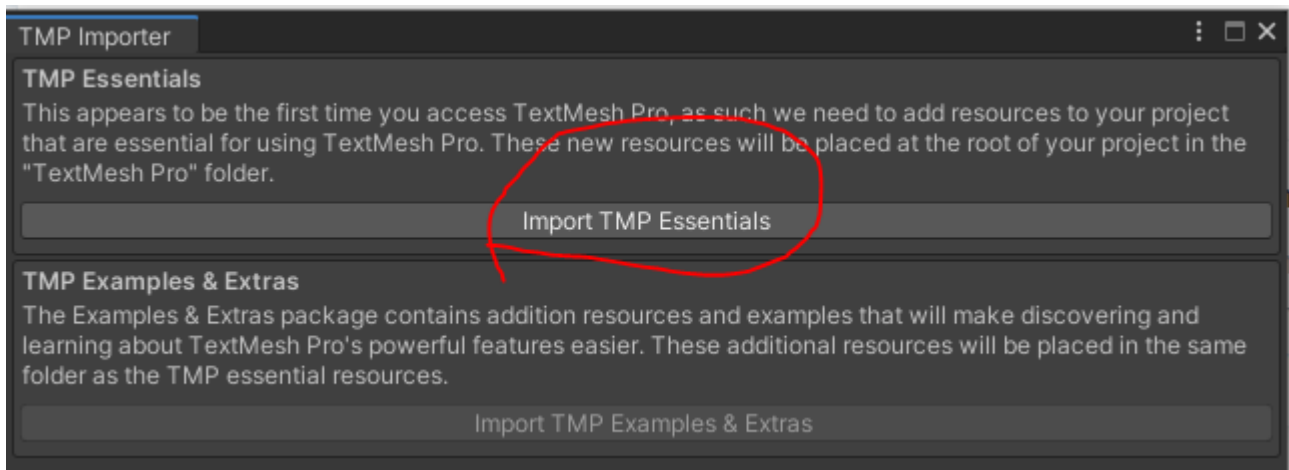 TMP Importer
TMP Essentials
This appears to be the first time you access TextMesh Pro, as such we need to add resources to your project
that are essential for using TextMesh Pro. These new resources will be placed at the root of your project in the
"TextMesh Pro" folder.
Import TMP Essentials
TMP Examples & Extras
The Examples & Extras package contains addition resources and examples that will make discovering and
learning about TextMesh Pro's powerful features easier. These additional resources will be placed in the same
folder as the TMP essential resources.
Import TMP Examples & Extras